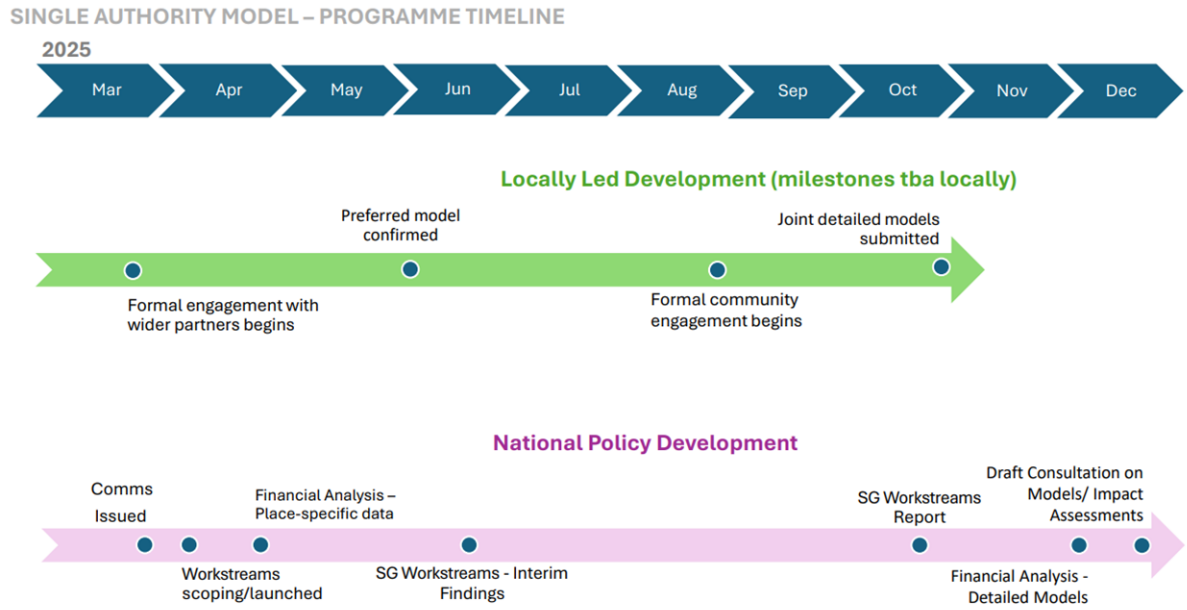 SINGLE AUTHORITY MODEL – PROGRAMME TIMELINE
2025
Mar
Apr
May
Jun
Jul
Aug
Sep
Oct
Nov
Dec
Locally Led Development (milestones tba locally)
Preferred model
confirmed
Joint detailed models
submitted
Formal engagement with
wider partners begins
Formal community
engagement begins
National Policy Development
Comms
Issued
Financial Analysis –
Place-specific data
SG Workstreams
Report
Draft Consultation on
Models/ Impact
Assessments
Workstreams
scoping/launched
SG Workstreams - Interim
Findings
Financial Analysis -
Detailed Models